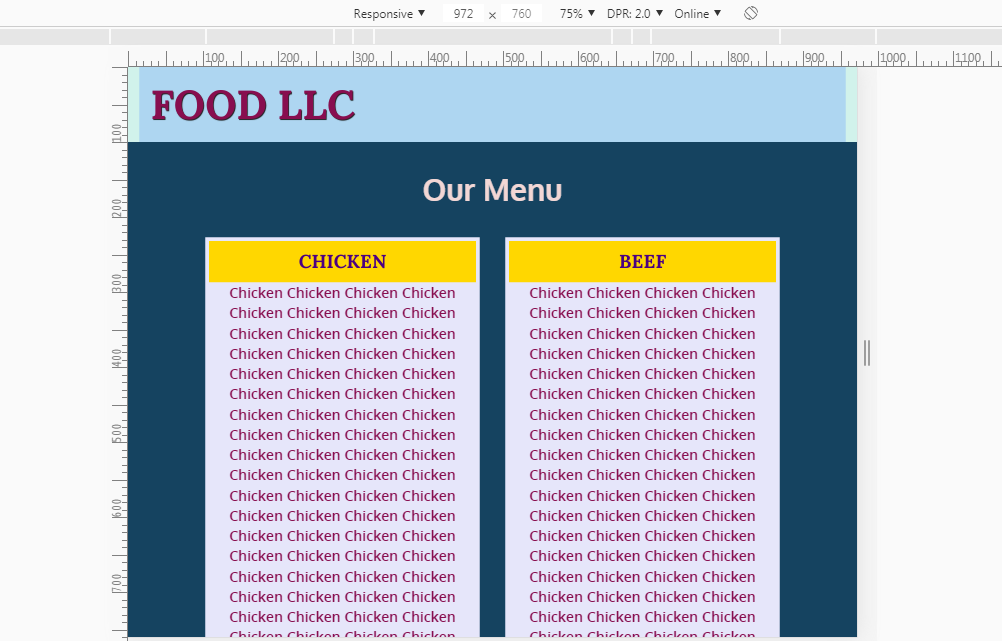 Responsive ▼ 972 × 760 75% ▼ DPR: 2.0 ▼ Online ▼
100 200 300 400 500 600 700 800 900 1000 1100
FOOD LLC
100
Our Menu
200
CHICKEN BEEF
300
Chicken Chicken Chicken Chicken Chicken Chicken Chicken Chicken
Chicken Chicken Chicken Chicken Chicken Chicken Chicken Chicken
Chicken Chicken Chicken Chicken Chicken Chicken Chicken Chicken
400
Chicken Chicken Chicken Chicken Chicken Chicken Chicken Chicken
Chicken Chicken Chicken Chicken Chicken Chicken Chicken Chicken
Chicken Chicken Chicken Chicken Chicken Chicken Chicken Chicken
Chicken Chicken Chicken Chicken Chicken Chicken Chicken Chicken
500
Chicken Chicken Chicken Chicken Chicken Chicken Chicken Chicken
Chicken Chicken Chicken Chicken Chicken Chicken Chicken Chicken
Chicken Chicken Chicken Chicken Chicken Chicken Chicken Chicken
Chicken Chicken Chicken Chicken Chicken Chicken Chicken Chicken
600
Chicken Chicken Chicken Chicken Chicken Chicken Chicken Chicken
Chicken Chicken Chicken Chicken Chicken Chicken Chicken Chicken
Chicken Chicken Chicken Chicken Chicken Chicken Chicken Chicken
700
Chicken Chicken Chicken Chicken Chicken Chicken Chicken Chicken
Chicken Chicken Chicken Chicken Chicken Chicken Chicken Chicken
Chicken Chicken Chicken Chicken Chicken Chicken Chicken Chicken
Chicken Chicken Chicken Chicken Chicken Chicken Chicken Chicken